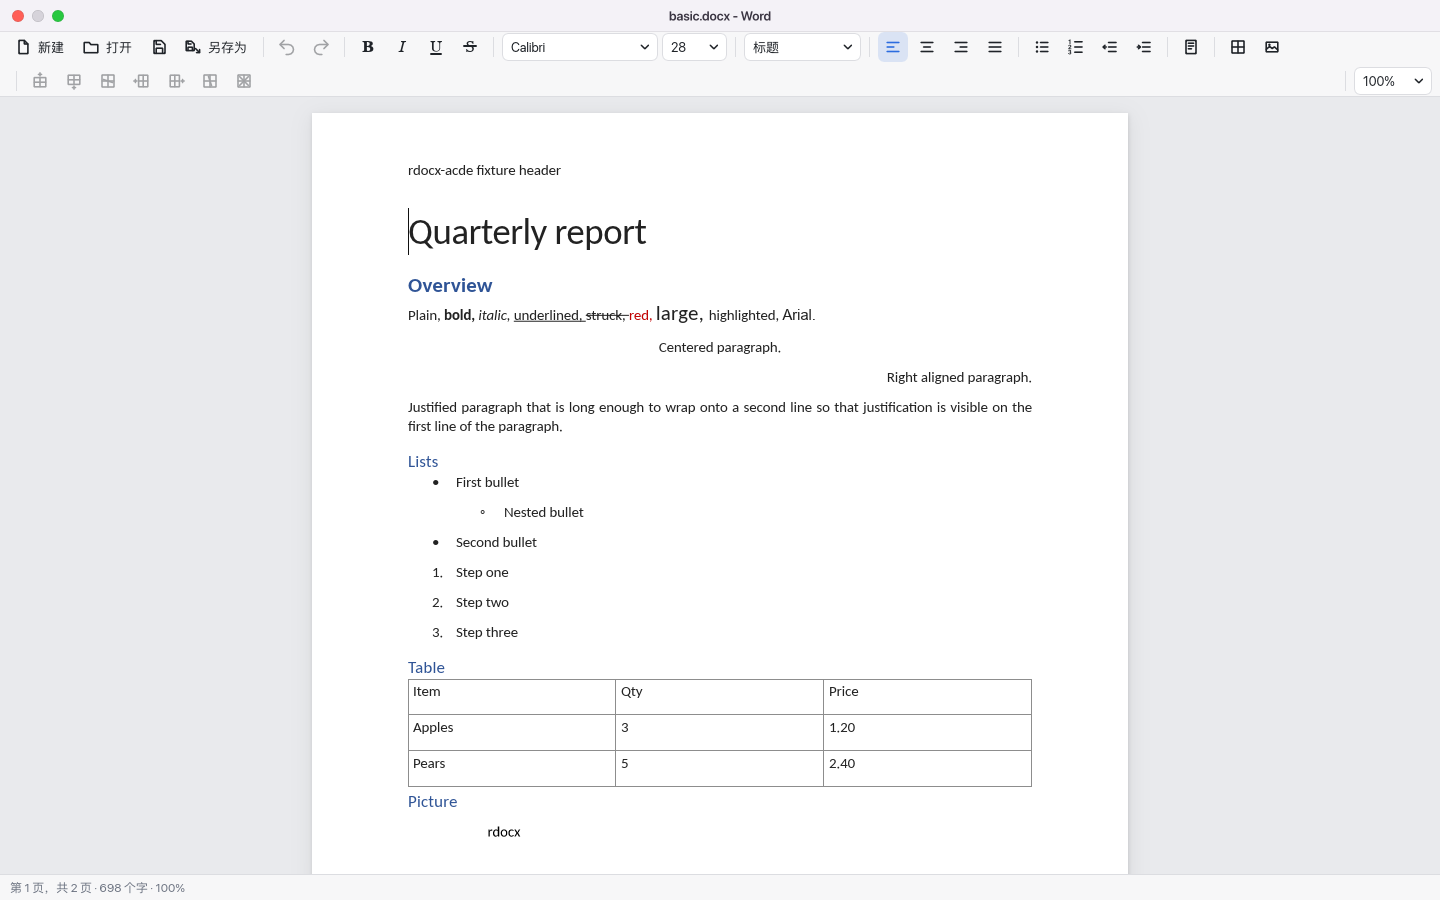 basic.docx - Word
新建 打开 另存为 B I U S Calibri 28 标题
100%
rdocx-acde fixture header
Quarterly report
Overview
Plain, bold, italic, underlined, struck, red, large, highlighted, Arial.
Centered paragraph.
Right aligned paragraph.
Justified paragraph that is long enough to wrap onto a second line so that justification is visible on the
first line of the paragraph.
Lists
• First bullet
◦ Nested bullet
• Second bullet
1. Step one
2. Step two
3. Step three
Table
Item Qty Price
Apples 3 1.20
Pears 5 2.40
Picture
rdocx
第 1 页，共 2 页 · 698 个字 · 100%